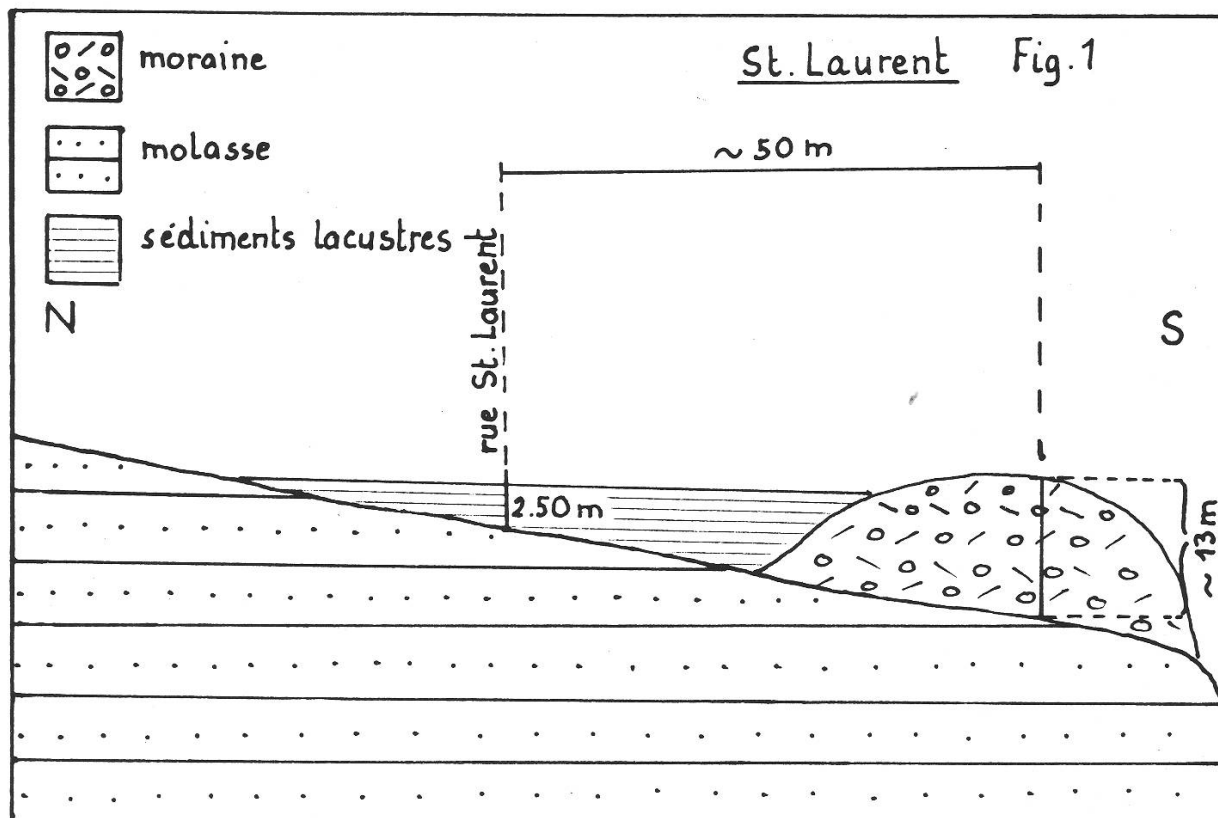 St. Laurent Fig. 1
moraine
molasse
sédiments lacustres
~ 50 m
rue St. Laurent
N
S
2.50 m
~ 13 m